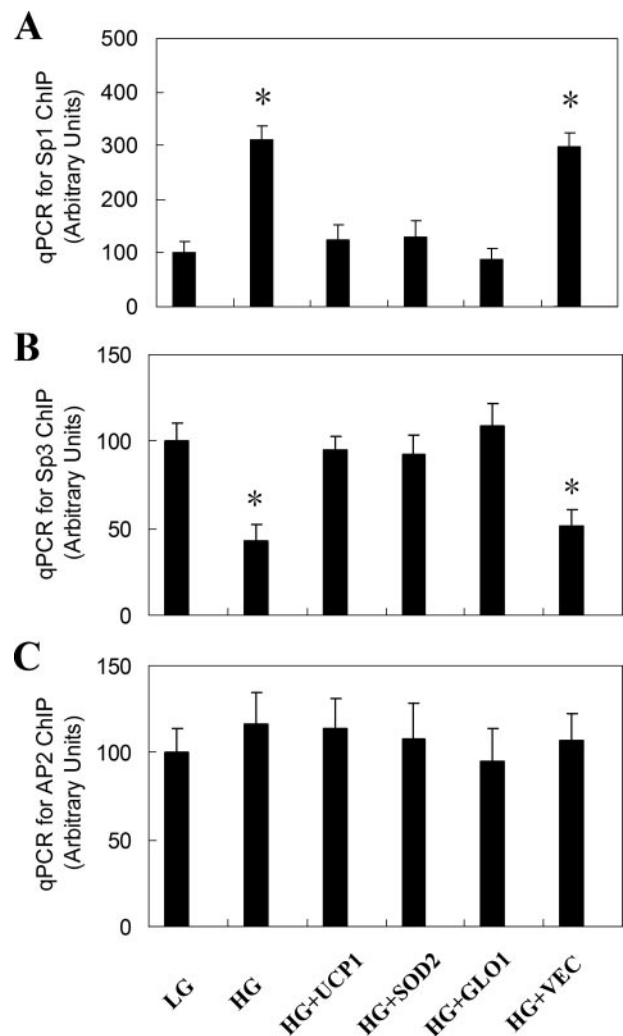 A
qPCR for Sp1 ChIP
(Arbitrary Units)
500
400
300
200
100
0
*
*
B
qPCR for Sp3 ChIP
(Arbitrary Units)
150
100
50
0
*
*
C
qPCR for AP2 ChIP
(Arbitrary Units)
150
100
50
0
LG
HG
HG+UCP1
HG+SOD2
HG+GLO1
HG+VEC